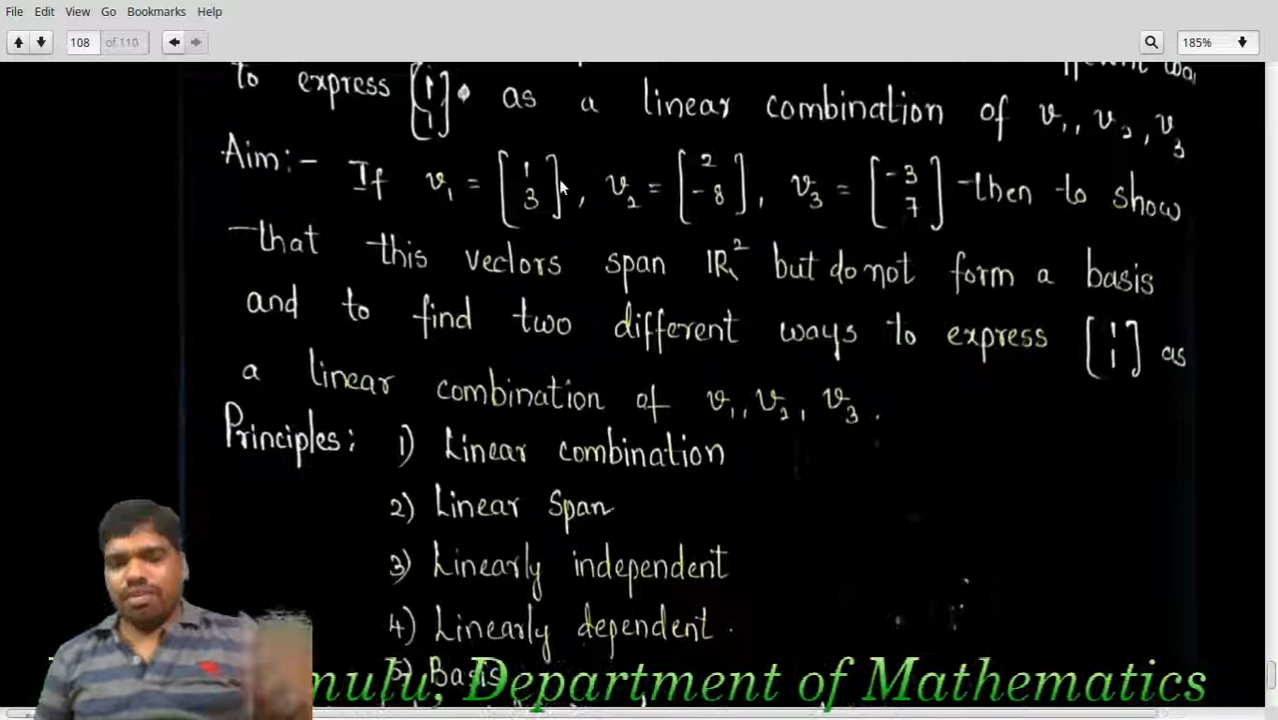 File Edit View Go Bookmarks Help
108 of 110 185%
to express [1 1] as a linear combination of v1, v2, v3
Aim:- If v1 = [1 3], v2 = [2 -8], v3 = [-3 7] then to show
that this vectors span IR^2 but do not form a basis
and to find two different ways to express [1 1] as
a linear combination of v1, v2, v3.
Principles: 1) Linear combination
2) Linear Span
3) Linearly independent
4) Linearly dependent.
5) Basis
Department of Mathematics